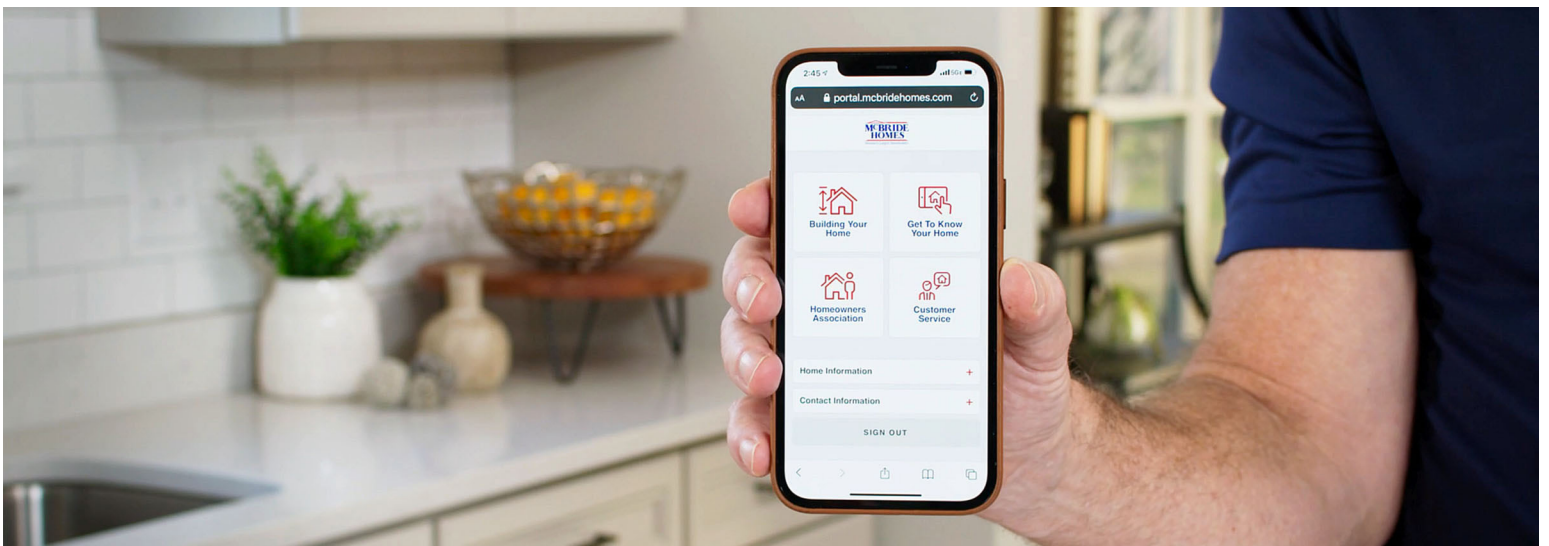 2:45
5G
AA portal.mcbridehomes.com
MCBRIDE
HOMES
Building Your
Home
Get To Know
Your Home
Homeowners
Association
Customer
Service
Home Information +
Contact Information +
SIGN OUT